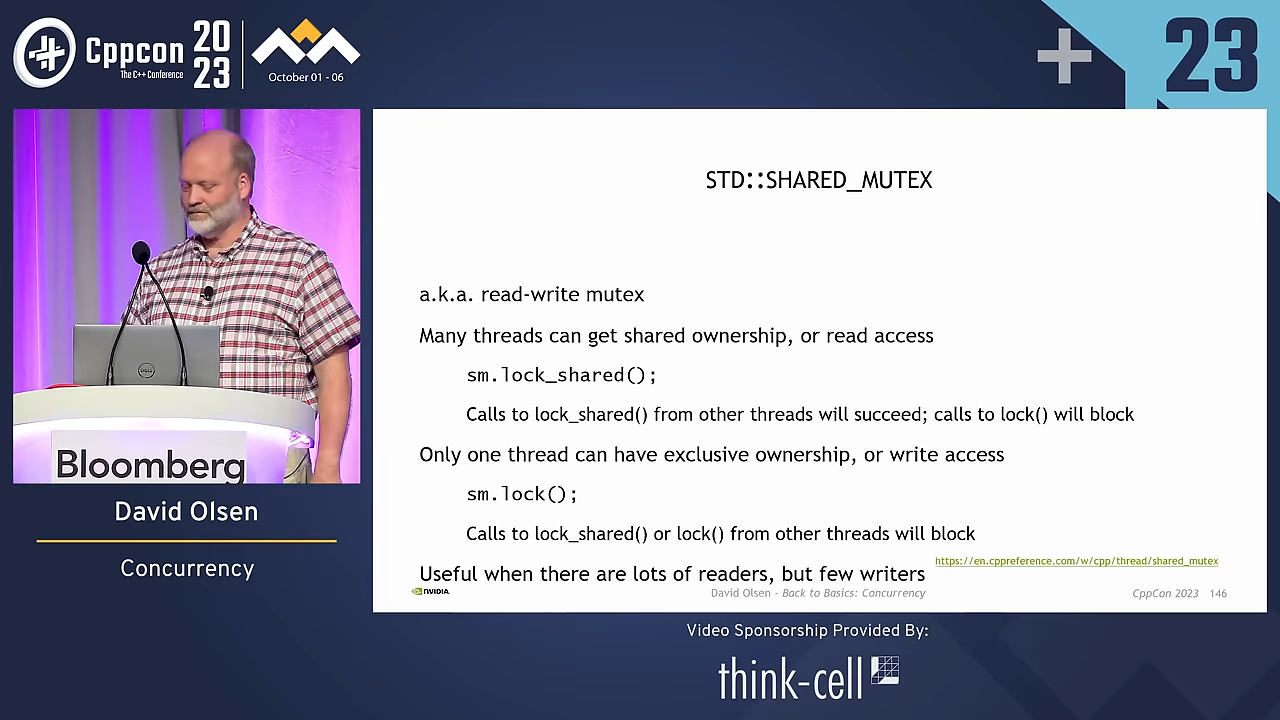 Cppcon
The C++ Conference
20
23
October 01 - 06
23
DELL
Bloomberg
David Olsen
Concurrency
STD::SHARED_MUTEX
a.k.a. read-write mutex
Many threads can get shared ownership, or read access
sm.lock_shared();
Calls to lock_shared() from other threads will succeed; calls to lock() will block
Only one thread can have exclusive ownership, or write access
sm.lock();
Calls to lock_shared() or lock() from other threads will block
Useful when there are lots of readers, but few writers
https://en.cppreference.com/w/cpp/thread/shared_mutex
NVIDIA.
David Olsen - Back to Basics: Concurrency
CppCon 2023 146
Video Sponsorship Provided By:
think-cell